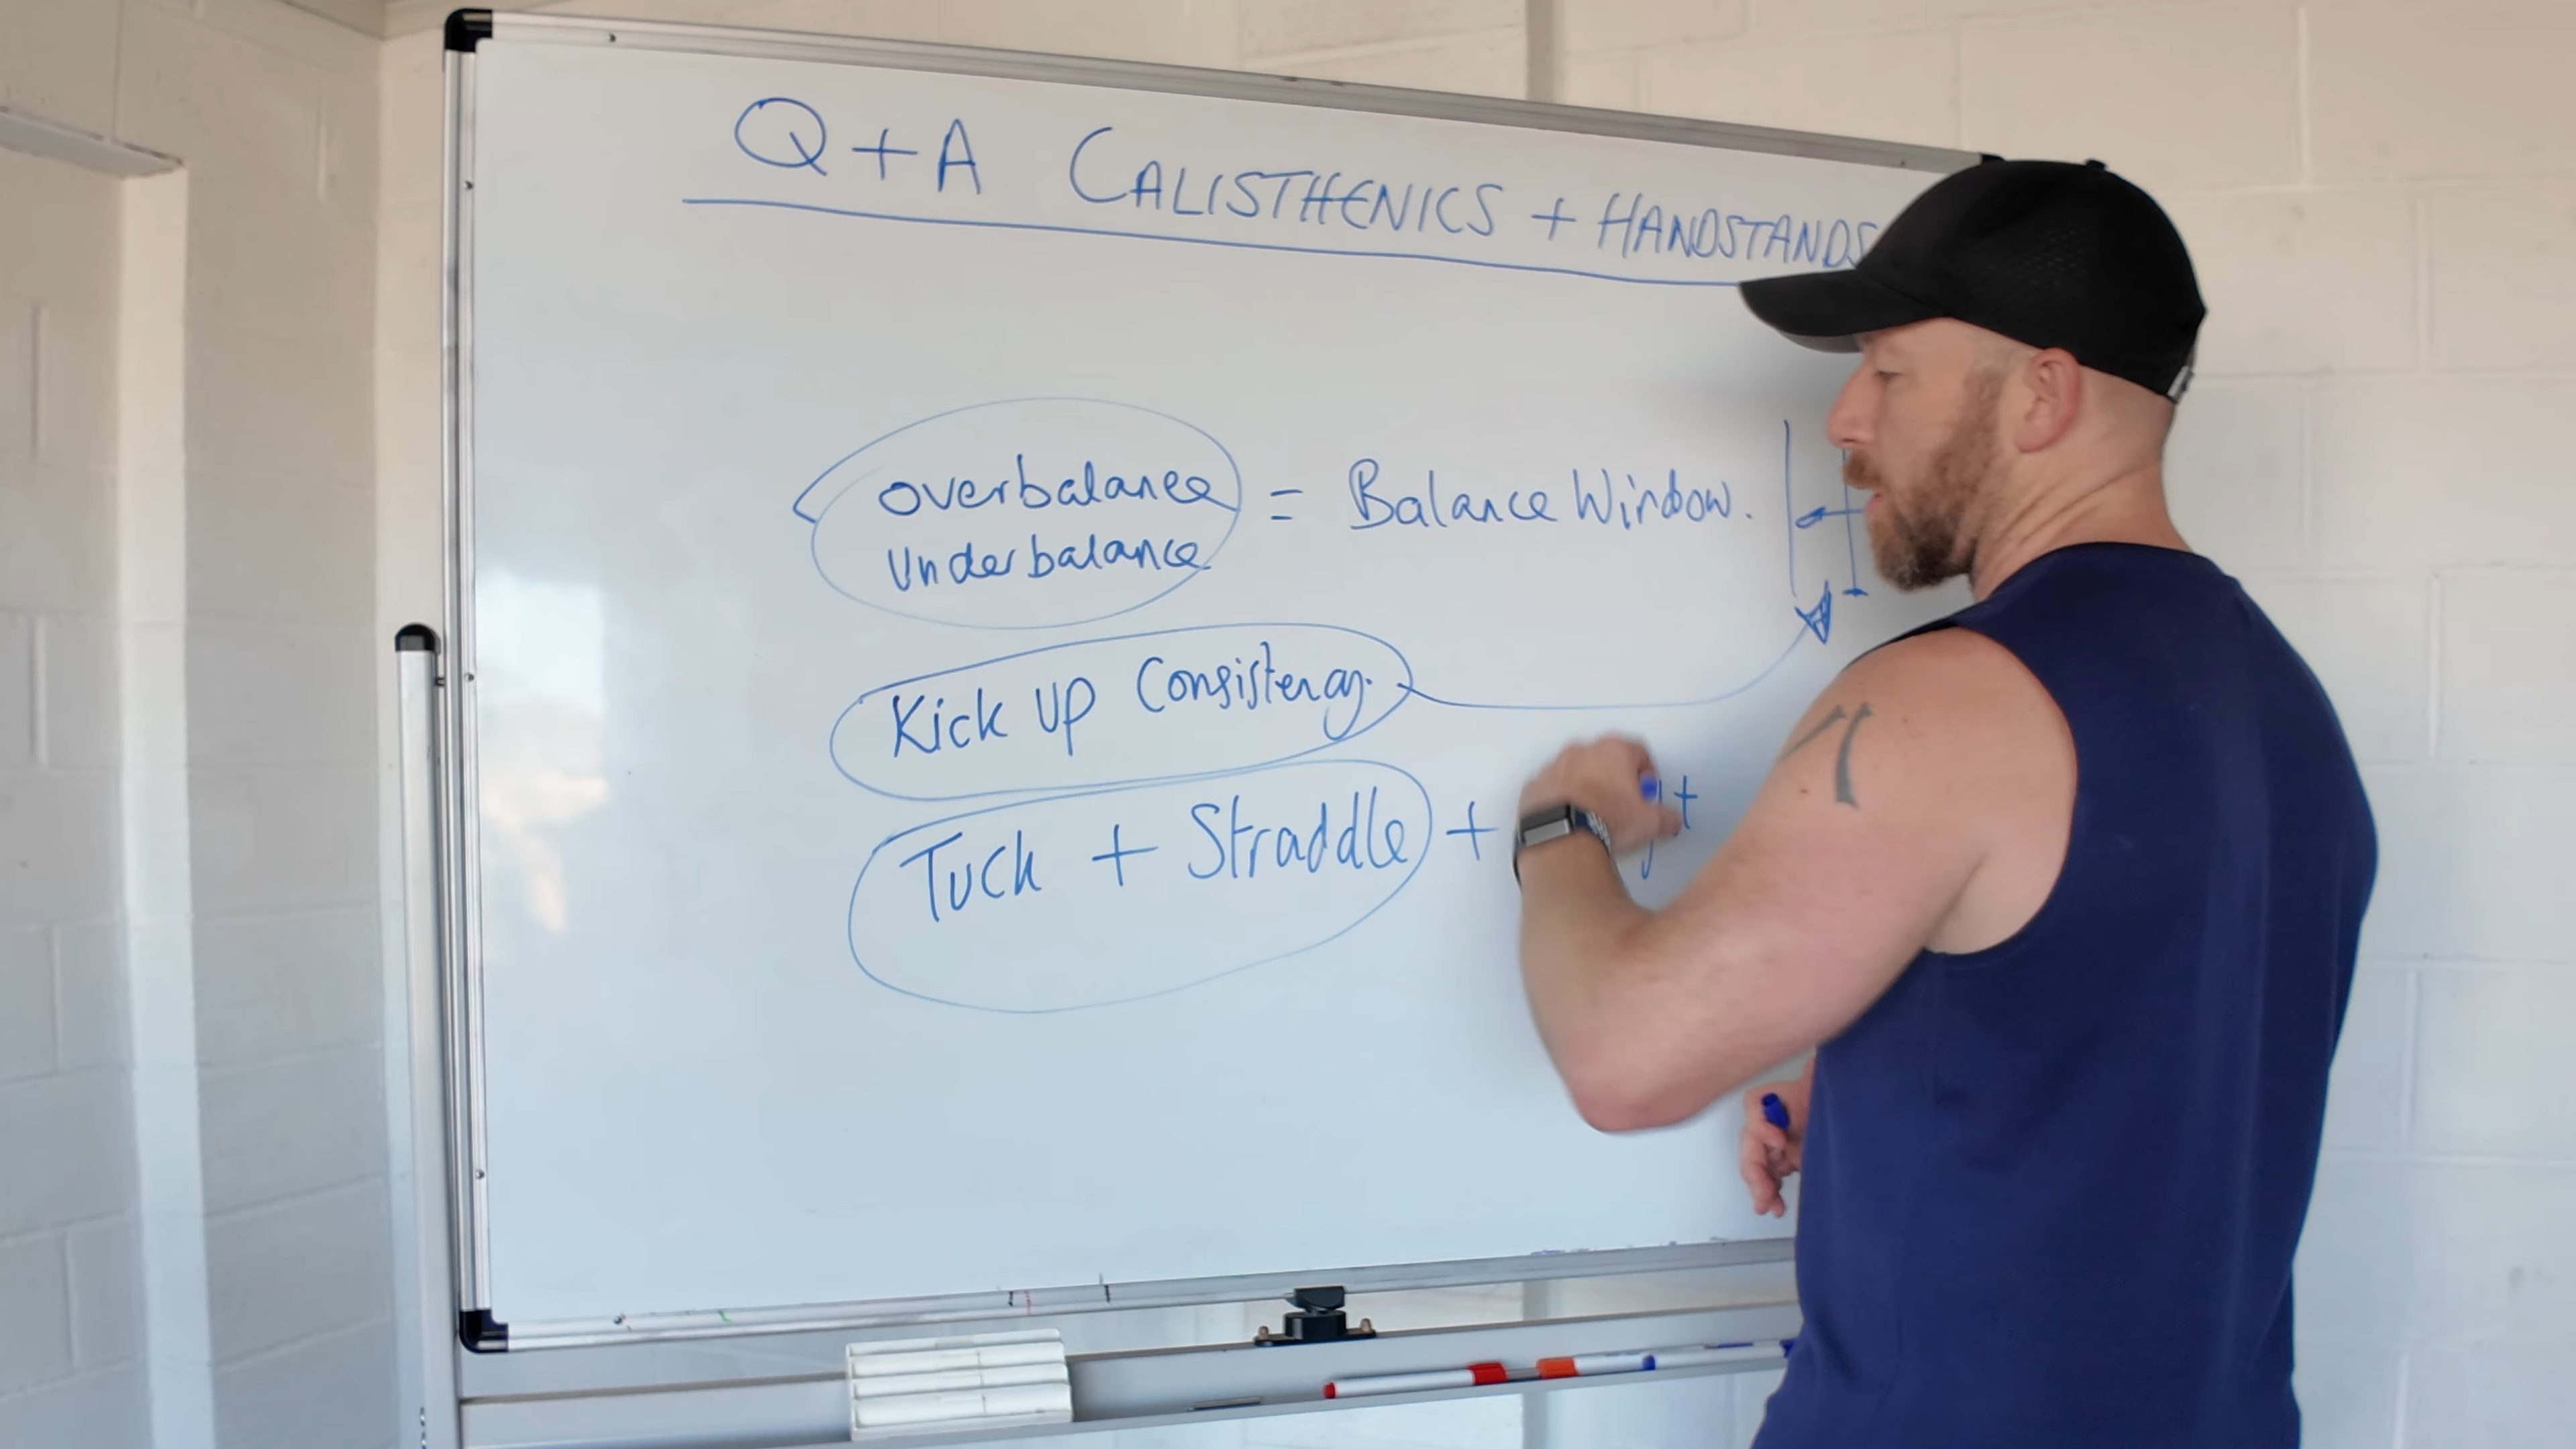 Q + A CALISTHENICS + HANDSTANDS
Overbalance
Underbalance
= Balance Window.
Kick Up Consistency.
Tuck + Straddle +